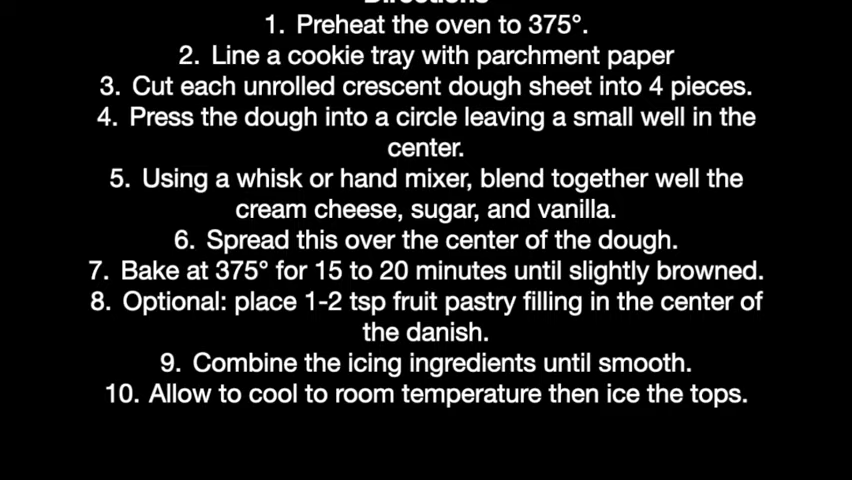 Directions
1. Preheat the oven to 375°.
2. Line a cookie tray with parchment paper
3. Cut each unrolled crescent dough sheet into 4 pieces.
4. Press the dough into a circle leaving a small well in the
center.
5. Using a whisk or hand mixer, blend together well the
cream cheese, sugar, and vanilla.
6. Spread this over the center of the dough.
7. Bake at 375° for 15 to 20 minutes until slightly browned.
8. Optional: place 1-2 tsp fruit pastry filling in the center of
the danish.
9. Combine the icing ingredients until smooth.
10. Allow to cool to room temperature then ice the tops.